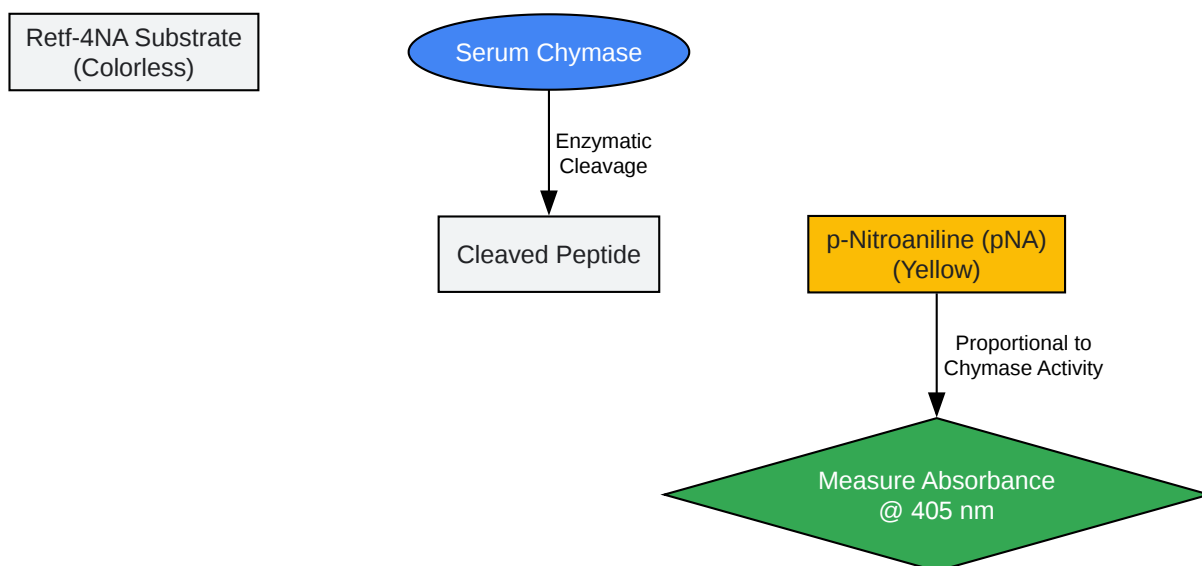 Retf-4NA Substrate
(Colorless)
Serum Chymase
Enzymatic
Cleavage
Cleaved Peptide
p-Nitroaniline (pNA)
(Yellow)
Proportional to
Chymase Activity
Measure Absorbance
@ 405 nm